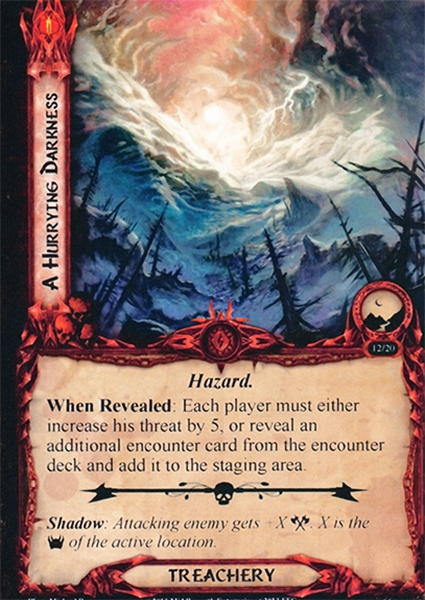 A Hurrying Darkness
12/20
Hazard.
When Revealed: Each player must either
increase his threat by 5, or reveal an
additional encounter card from the encounter
deck and add it to the staging area.
Shadow: Attacking enemy gets +X . X is the
of the active location.
TREACHERY